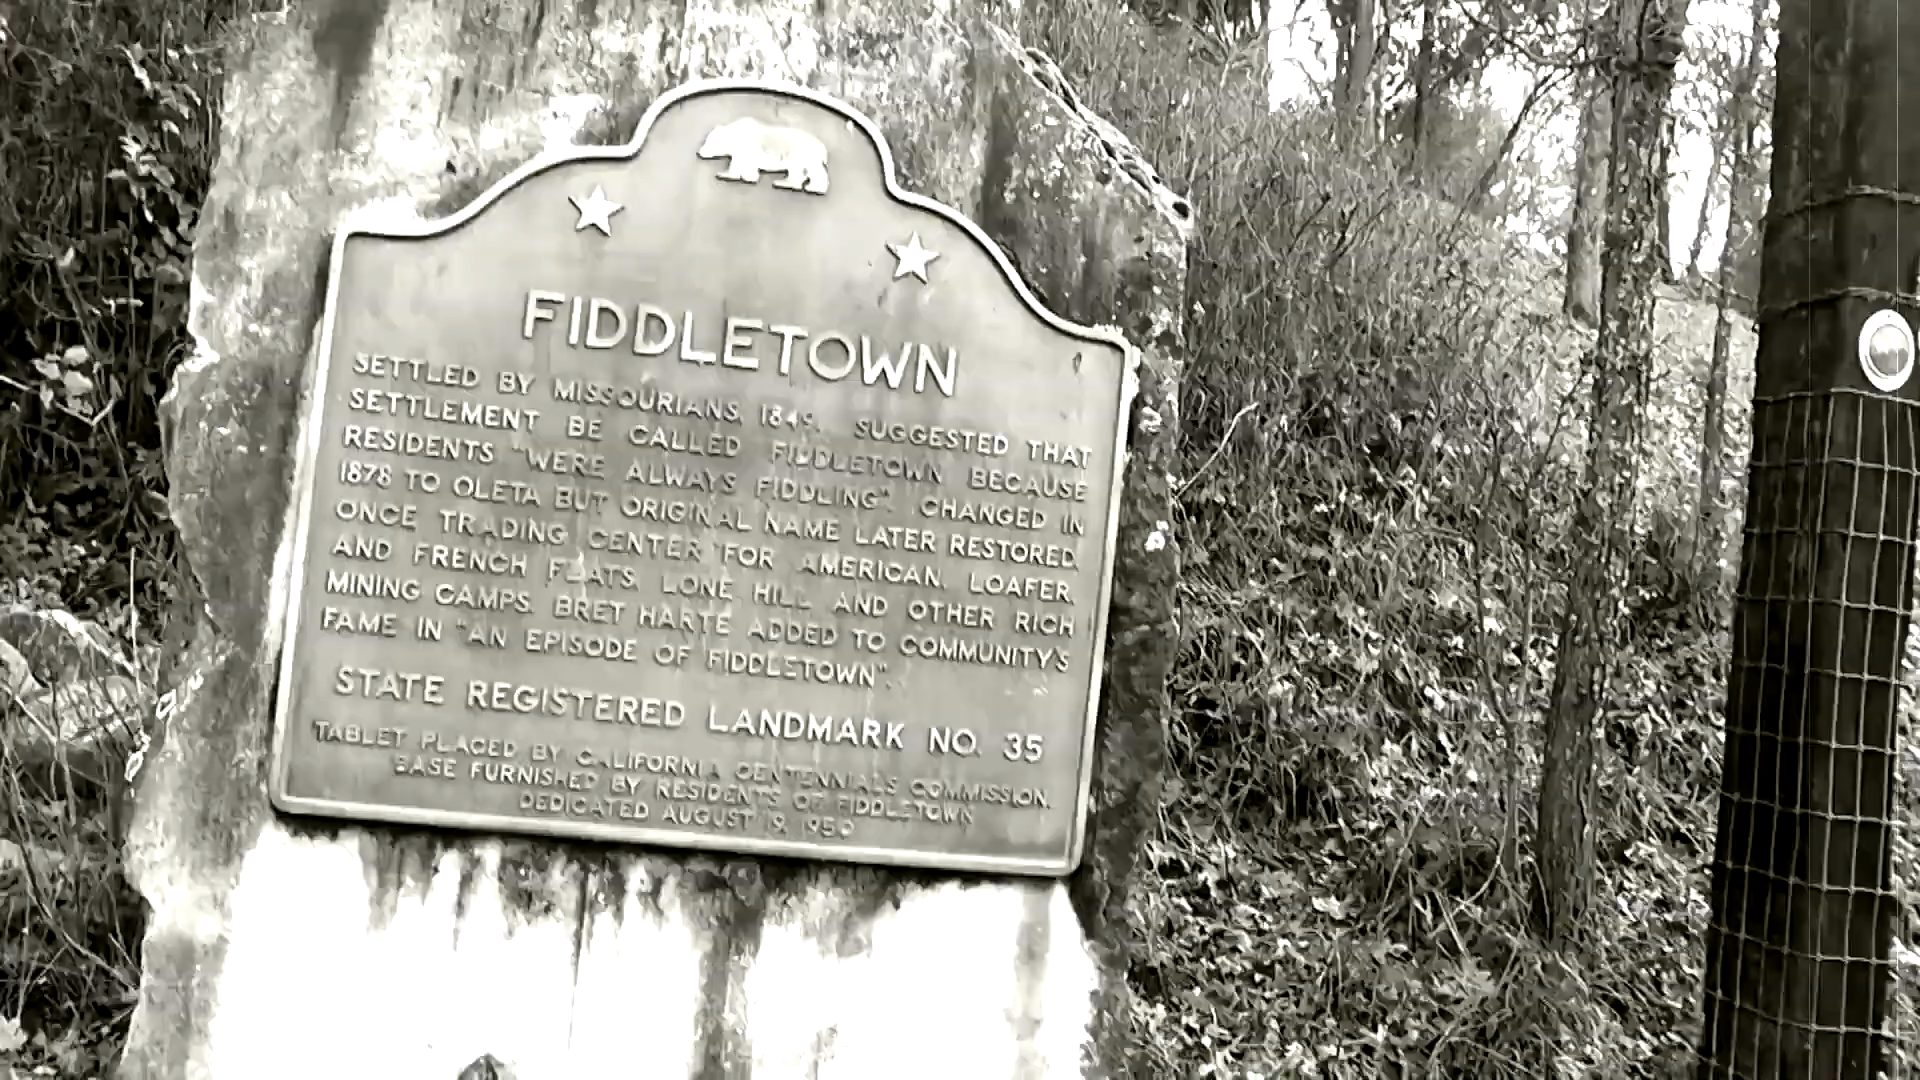 FIDDLETOWN
SETTLED BY MISSOURIANS, 1849. SUGGESTED THAT
SETTLEMENT BE CALLED FIDDLETOWN BECAUSE
RESIDENTS "WERE ALWAYS FIDDLING". CHANGED IN
1878 TO OLETA BUT ORIGINAL NAME LATER RESTORED.
ONCE TRADING CENTER FOR AMERICAN, LOAFER,
AND FRENCH FLATS, LONE HILL AND OTHER RICH
MINING CAMPS. BRET HARTE ADDED TO COMMUNITY'S
FAME IN "AN EPISODE OF FIDDLETOWN".
STATE REGISTERED LANDMARK NO. 35
TABLET PLACED BY CALIFORNIA CENTENNIALS COMMISSION.
BASE FURNISHED BY RESIDENTS OF FIDDLETOWN
DEDICATED AUGUST 19, 1950